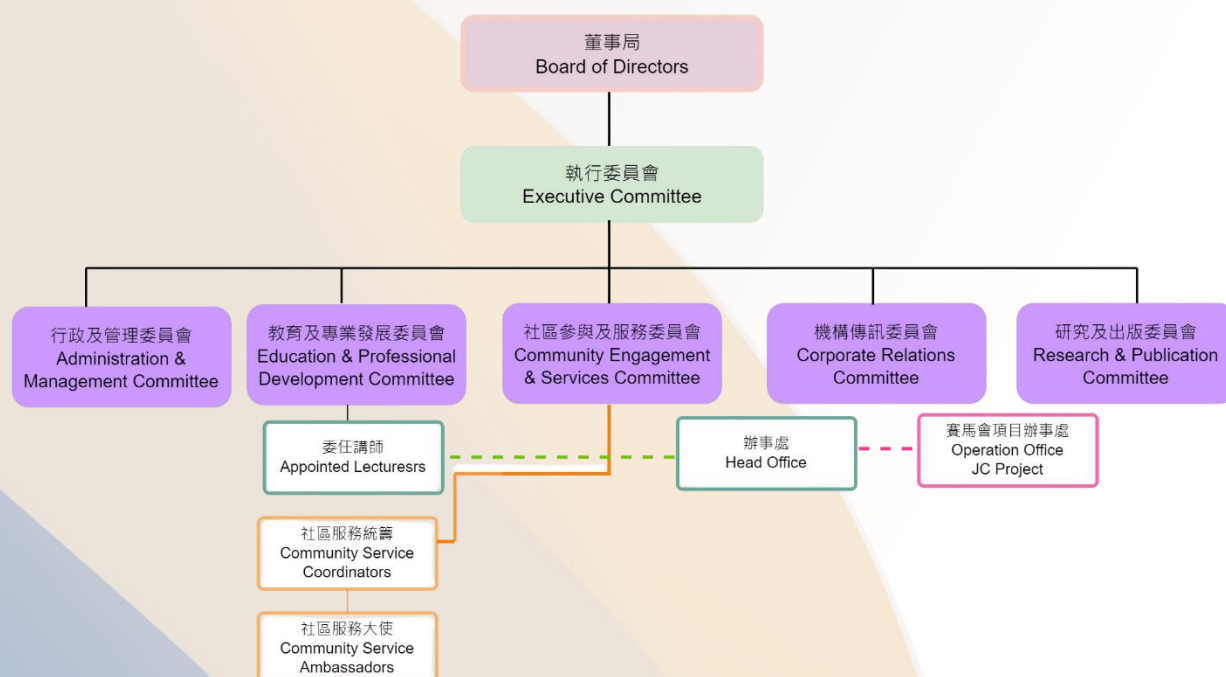 董事局
Board of Directors
執行委員會
Executive Committee
行政及管理委員會
Administration &
Management Committee
教育及專業發展委員會
Education & Professional
Development Committee
社區參與及服務委員會
Community Engagement
& Services Committee
機構傳訊委員會
Corporate Relations
Committee
研究及出版委員會
Research & Publication
Committee
委任講師
Appointed Lecturesrs
辦事處
Head Office
賽馬會項目辦事處
Operation Office
JC Project
社區服務統籌
Community Service
Coordinators
社區服務大使
Community Service
Ambassadors